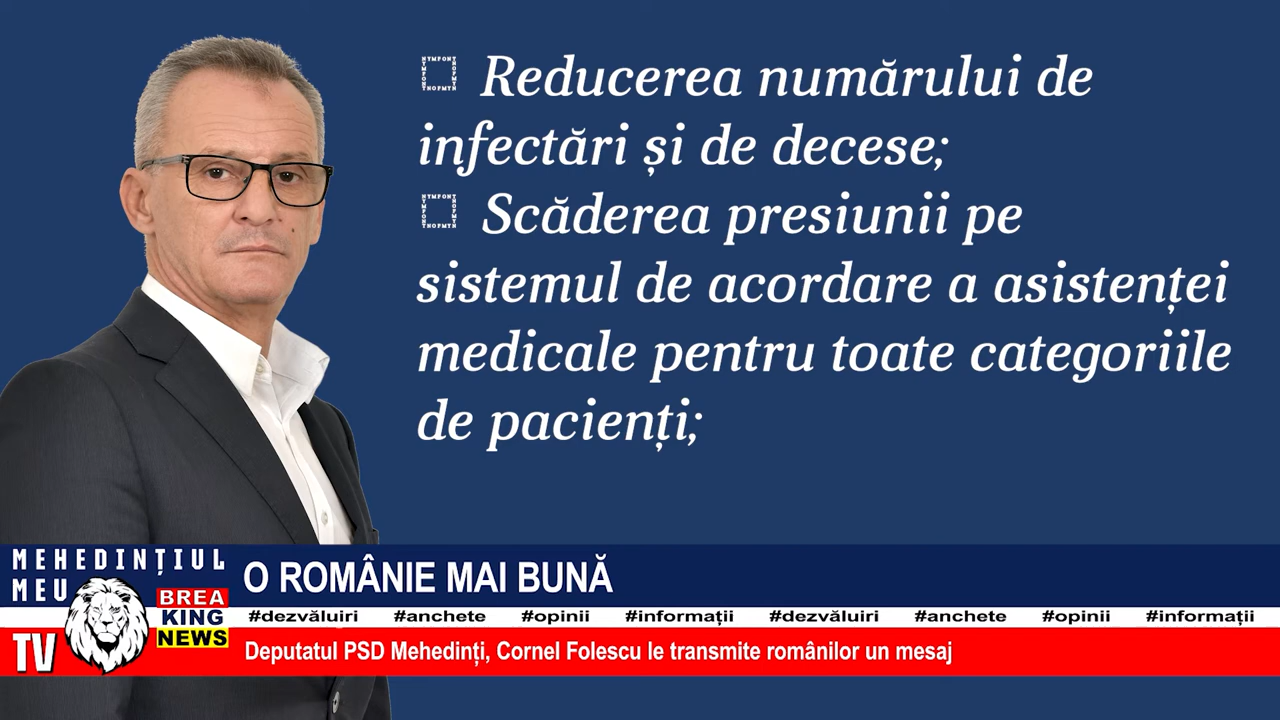 Reducerea numărului de
infectări și de decese;
Scăderea presiunii pe
sistemul de acordare a asistenței
medicale pentru toate categoriile
de pacienți;
MEHEDINȚIUL
MEU
TV
BREA
KING
NEWS
O ROMÂNIE MAI BUNĂ
#dezvăluiri #anchete #opinii #informații #dezvăluiri #anchete #opinii #informații
Deputatul PSD Mehedinți, Cornel Folescu le transmite românilor un mesaj